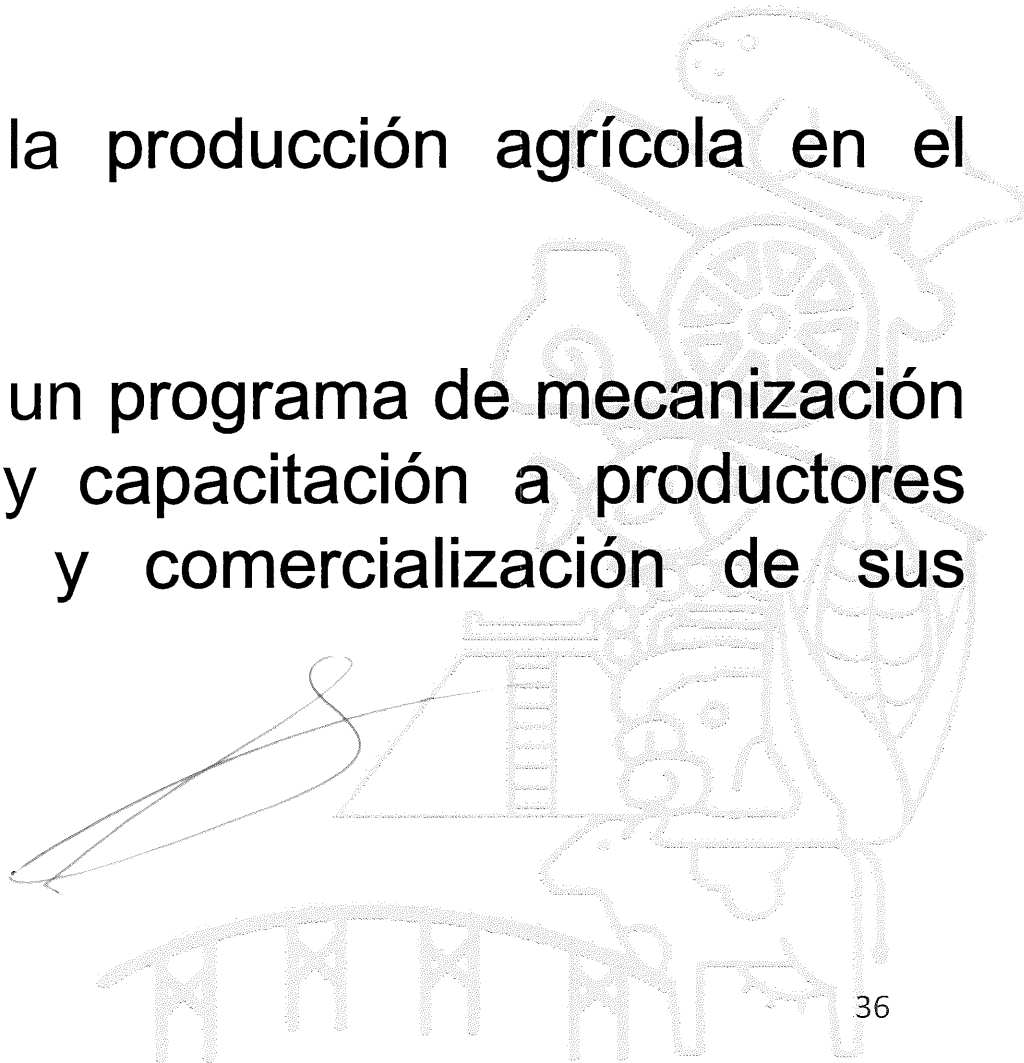 la producción agrícola en el
un programa de mecanización
y capacitación a productores
y comercialización de sus
36